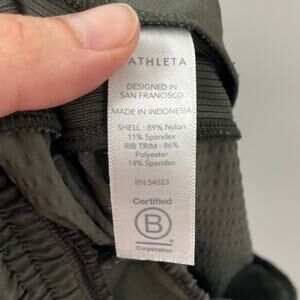 ATHLETA
DESIGNED IN
SAN FRANCISCO
MADE IN INDONESIA
SHELL : 89% Nylon
11% Spandex
RIB TRIM : 86%
Polyester
14% Spandex
RN 54023
Certified
B
Corporation